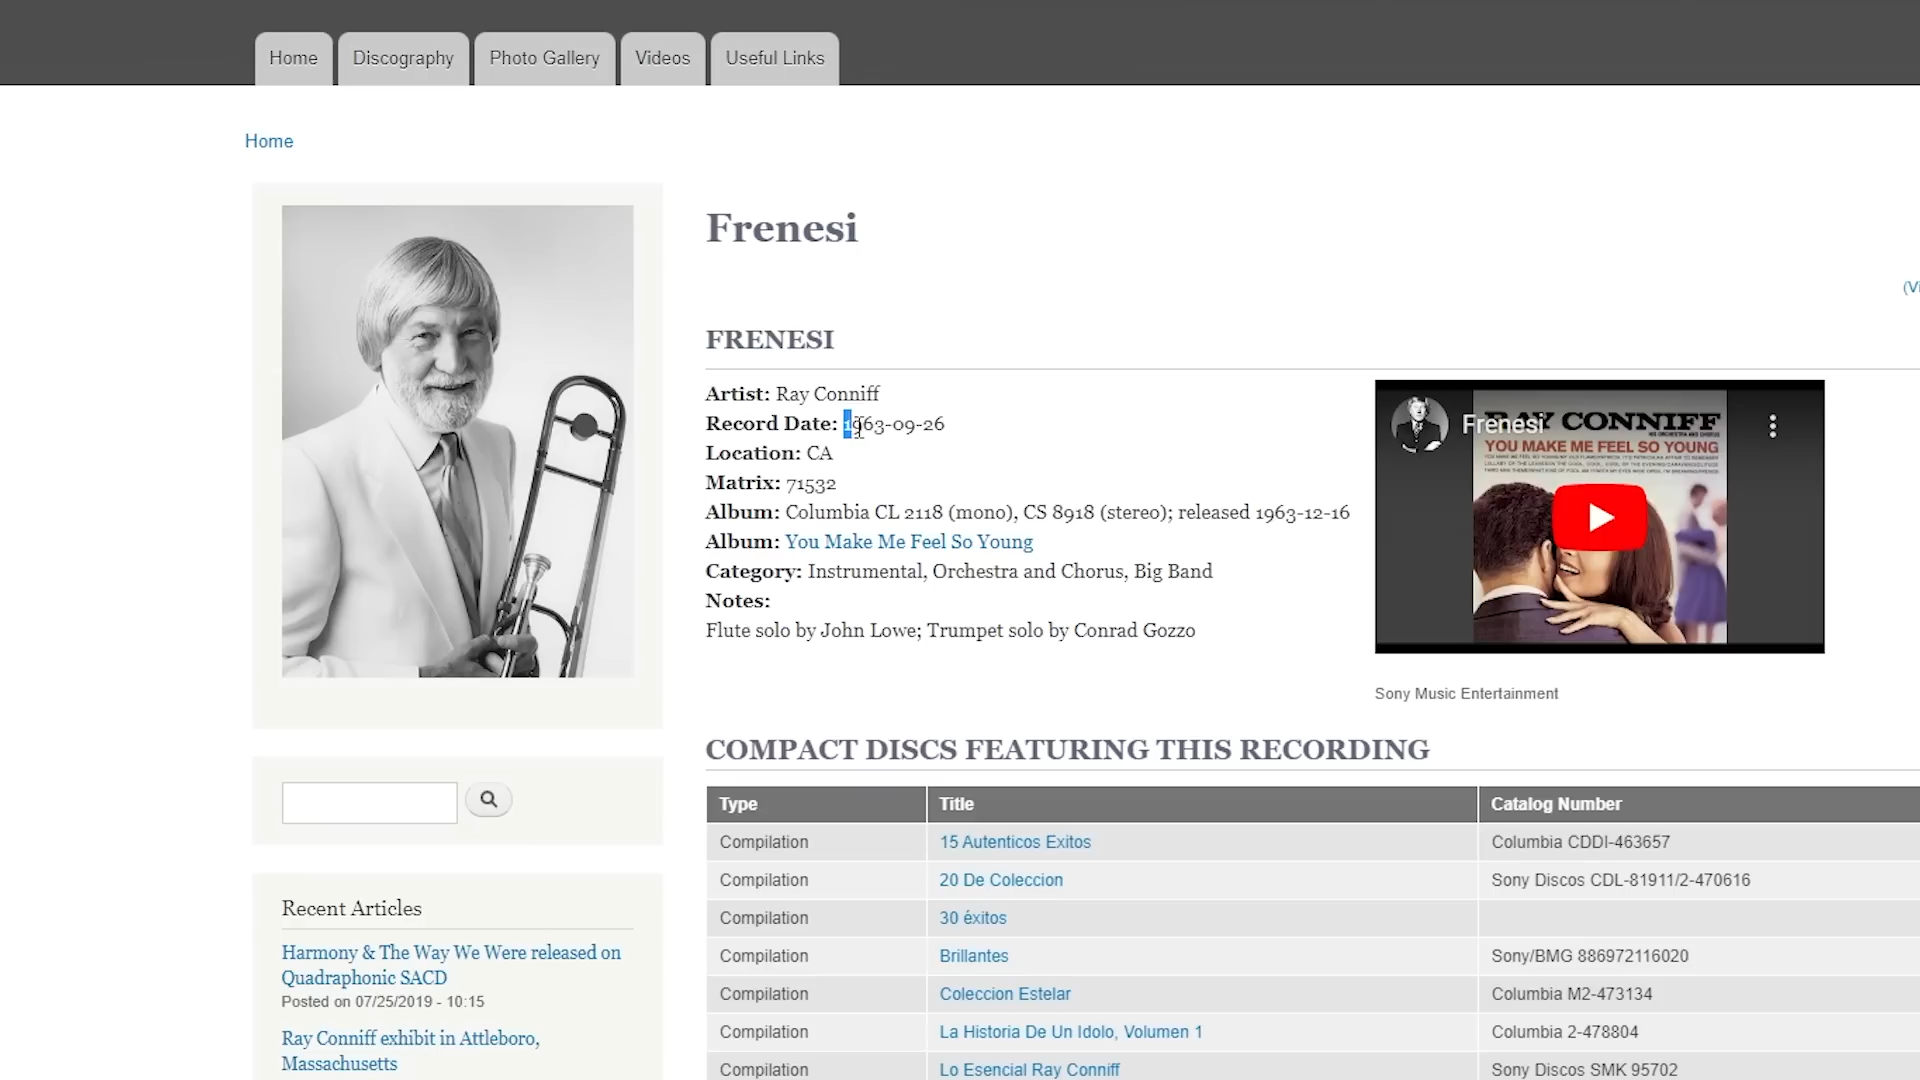 Home
Discography
Photo Gallery
Videos
Useful Links
Home
Frenesi
(Vi
FRENESI
Artist: Ray Conniff
Record Date: 1963-09-26
Location: CA
Matrix: 71532
Album: Columbia CL 2118 (mono), CS 8918 (stereo); released 1963-12-16
Album: You Make Me Feel So Young
Category: Instrumental, Orchestra and Chorus, Big Band
Notes:
Flute solo by John Lowe; Trumpet solo by Conrad Gozzo
Frenesi
RAY CONNIFF
YOU MAKE ME FEEL SO YOUNG
Sony Music Entertainment
COMPACT DISCS FEATURING THIS RECORDING
Type Title Catalog Number
Compilation 15 Autenticos Exitos Columbia CDDI-463657
Compilation 20 De Coleccion Sony Discos CDL-81911/2-470616
Compilation 30 éxitos
Compilation Brillantes Sony/BMG 886972116020
Compilation Coleccion Estelar Columbia M2-473134
Compilation La Historia De Un Idolo, Volumen 1 Columbia 2-478804
Compilation Lo Esencial Ray Conniff Sony Discos SMK 95702
Recent Articles
Harmony & The Way We Were released on
Quadraphonic SACD
Posted on 07/25/2019 - 10:15
Ray Conniff exhibit in Attleboro,
Massachusetts